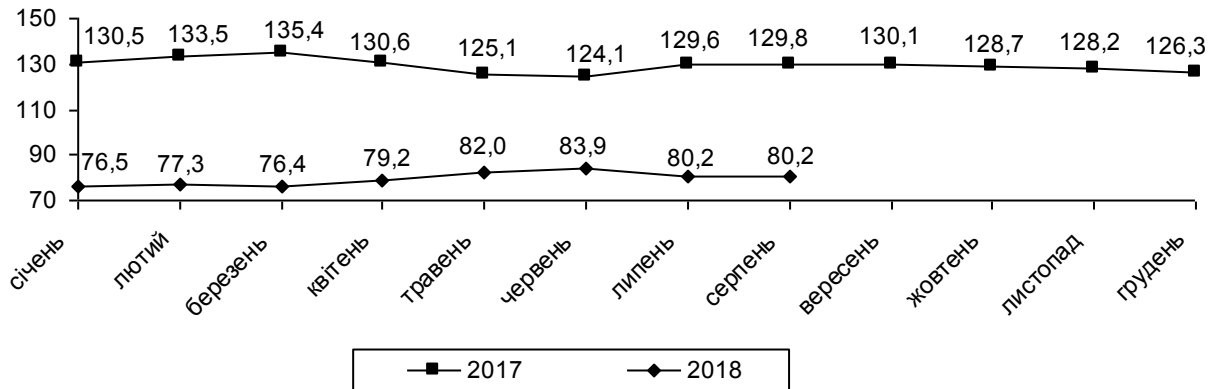 150
130,5 133,5 135,4 130,6 125,1 124,1 129,6 129,8 130,1 128,7 128,2 126,3
130
110
90
76,5 77,3 76,4 79,2 82,0 83,9 80,2 80,2
70
січень лютий березень квітень травень червень липень серпень вересень жовтень листопад грудень
2017 2018